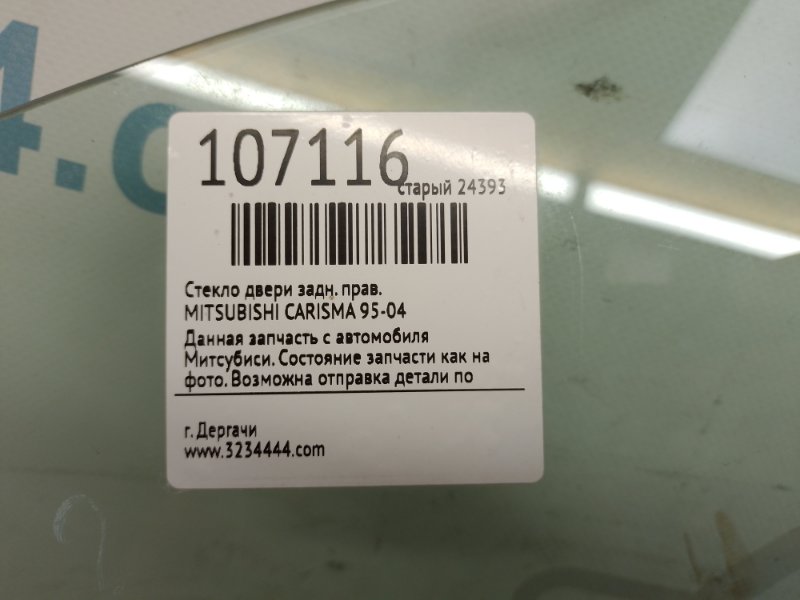 4.c
107116
старый 24393
Стекло двери задн. прав.
MITSUBISHI CARISMA 95-04
Данная запчасть с автомобиля
Митсубиси. Состояние запчасти как на
фото. Возможна отправка детали по
г. Дергачи
www.3234444.com